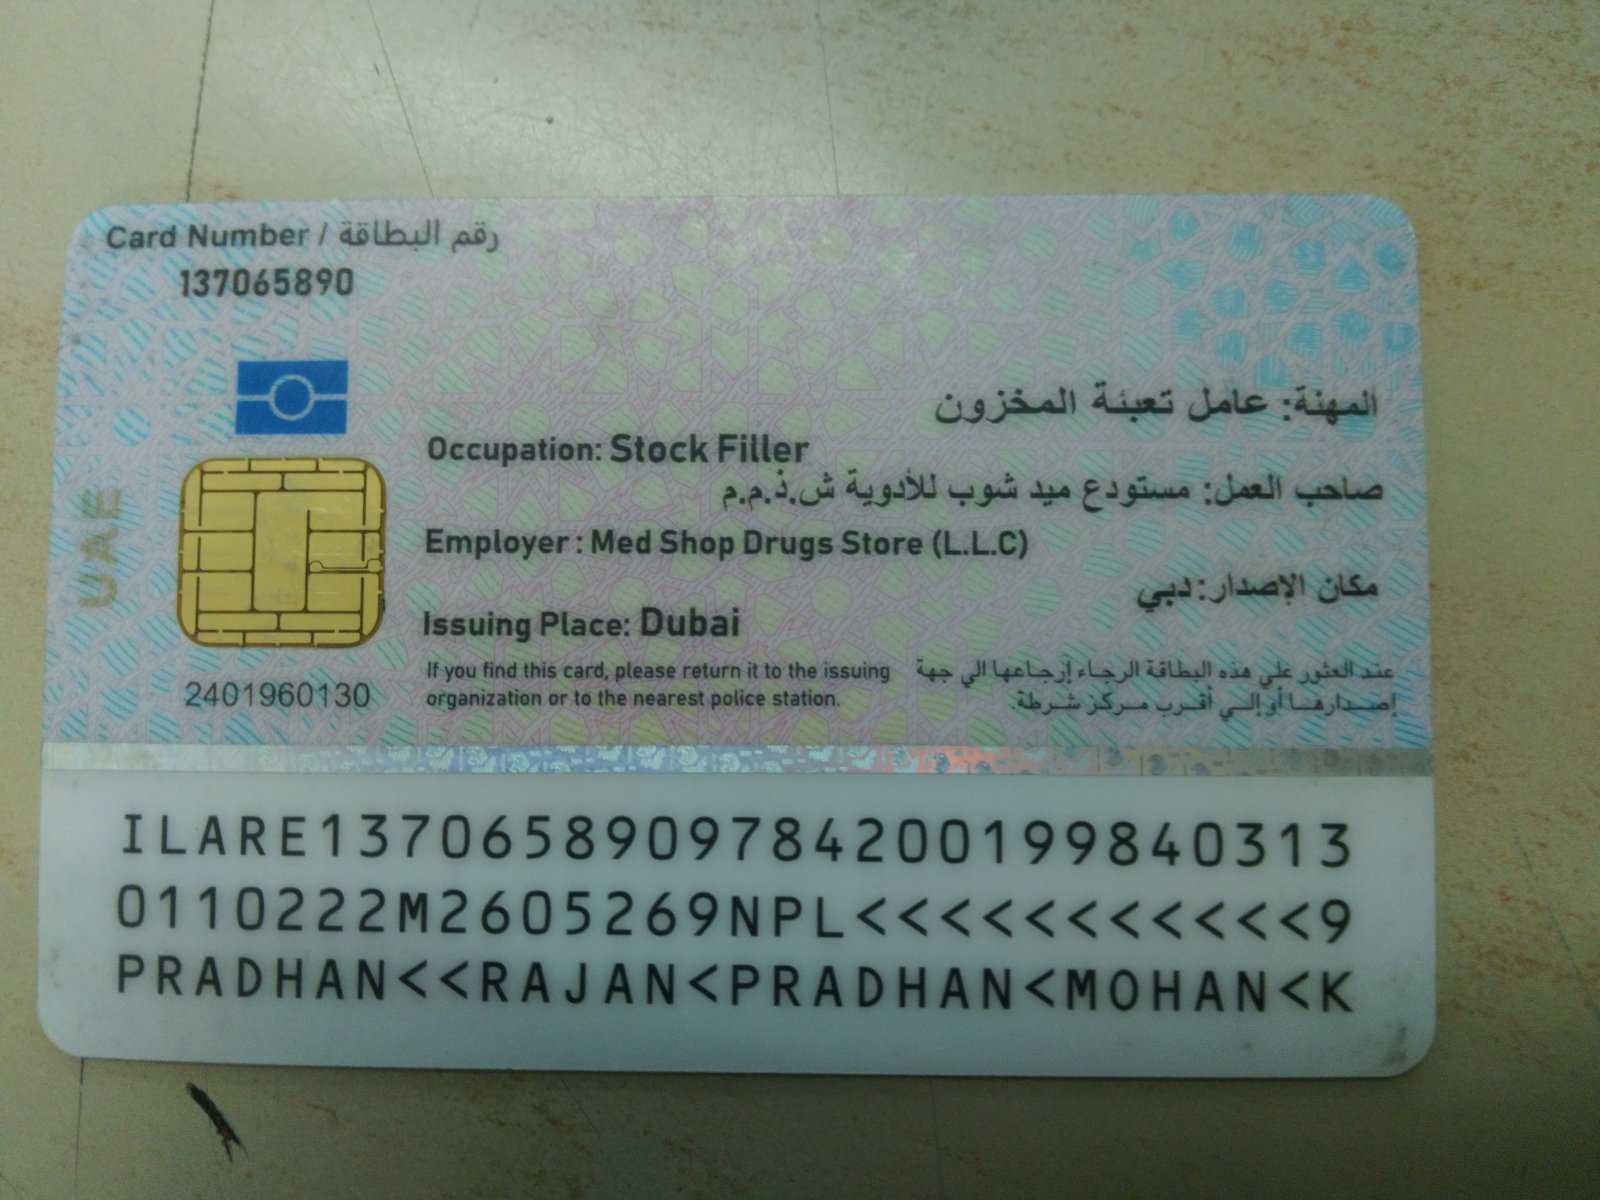 Card Number / رقم البطاقة
137065890
المهنة: عامل تعبئة المخزون
Occupation: Stock Filler
صاحب العمل: مستودع ميد شوب للأدوية ش.ذ.م.م
Employer : Med Shop Drugs Store (L.L.C)
مكان الإصدار: دبي
Issuing Place: Dubai
If you find this card, please return it to the issuing
organization or to the nearest police station.
عند العثور علي هذه البطاقة الرجاء إرجاعها الي جهة
إصدارها أو إلي أقرب مركز شرطة.
UAE
2401960130
ILARE1370658909784200199840313
0110222M2605269NPL<<<<<<<<<<<9
PRADHAN<<RAJAN<PRADHAN<MOHAN<K